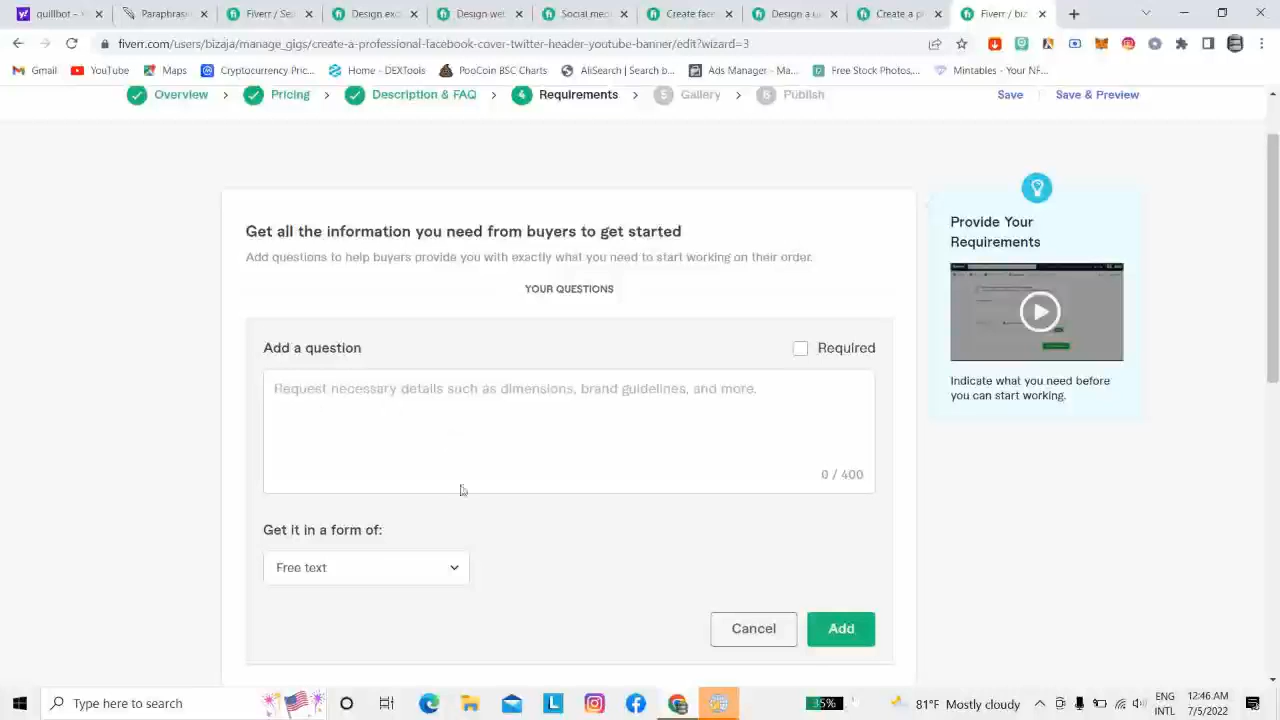 quillbot -
Paraphras
Fiverr /
Design exc
Design we
Social med
Create face
Design a u
Create a p
Fiverr / biz
fiverr.com/users/bizaja/manage_gigs/create-a-professional-facebook-cover-twitter-header-youtube-banner/edit?wizard=3
Gmail
YouTube
Maps
Cryptocurrency Pric...
Home - DEXTools
PooCoin BSC Charts
AliSearch | Search b...
Ads Manager - Ma...
Free Stock Photos,...
Mintables - Your NF...
Overview
Pricing
Description & FAQ
4 Requirements
5 Gallery
6 Publish
Save
Save & Preview
Get all the information you need from buyers to get started
Add questions to help buyers provide you with exactly what you need to start working on their order.
YOUR QUESTIONS
Add a question
Required
Request necessary details such as dimensions, brand guidelines, and more.
0 / 400
Get it in a form of:
Free text
Cancel
Add
Provide Your
Requirements
Indicate what you need before
you can start working.
Type here to search
35%
81°F Mostly cloudy
ENG
INTL
12:46 AM
7/5/2022